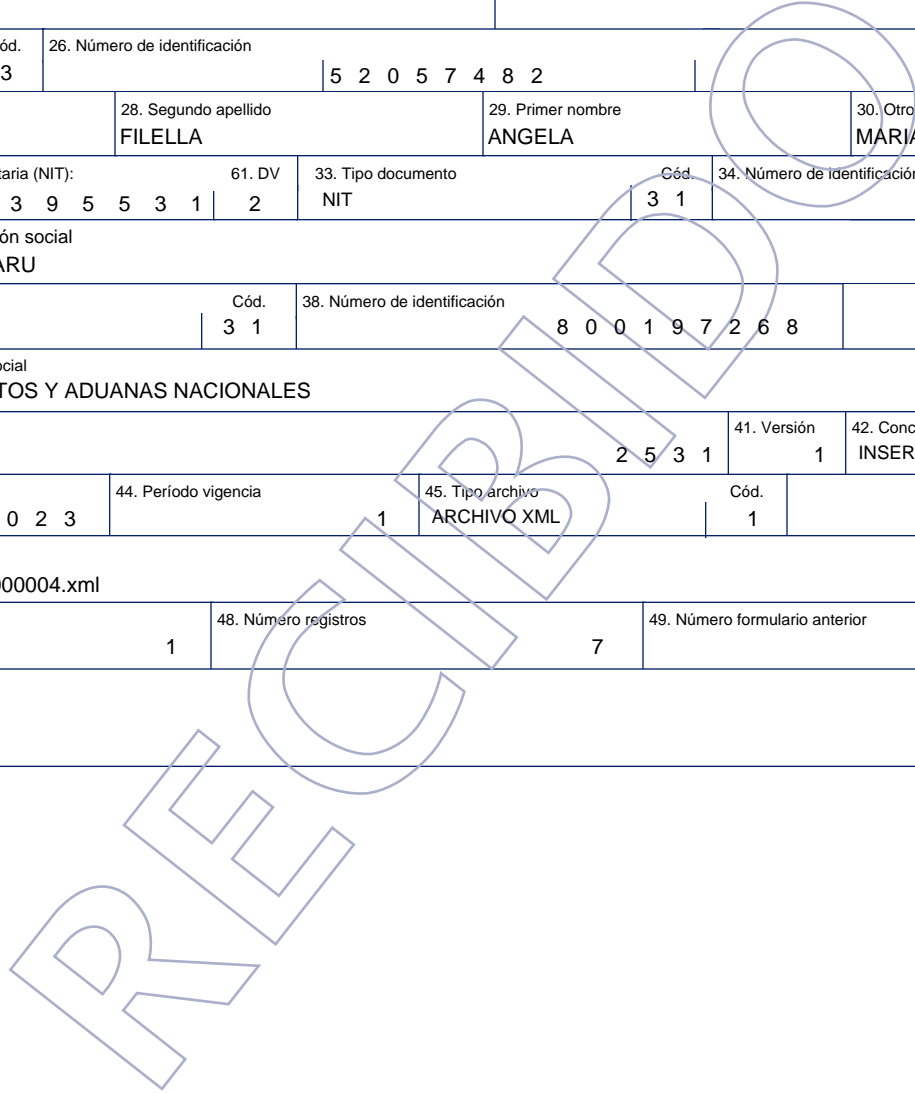 ód. 26. Número de identificación
3 5 2 0 5 7 4 8 2
28. Segundo apellido 29. Primer nombre 30. Otro
FILELLA ANGELA MARIA
taria (NIT): 61. DV 33. Tipo documento Cód. 34. Número de identificación
3 9 5 5 3 1 2 NIT 3 1
ón social
ARU
Cód. 38. Número de identificación
3 1 8 0 0 1 9 7 2 6 8
ocial
TOS Y ADUANAS NACIONALES
41. Versión 42. Conc
2 5 3 1 1 INSER
44. Período vigencia 45. Tipo archivo Cód.
0 2 3 1 ARCHIVO XML 1
000004.xml
48. Número registros 49. Número formulario anterior
1 7
RECIBIDO